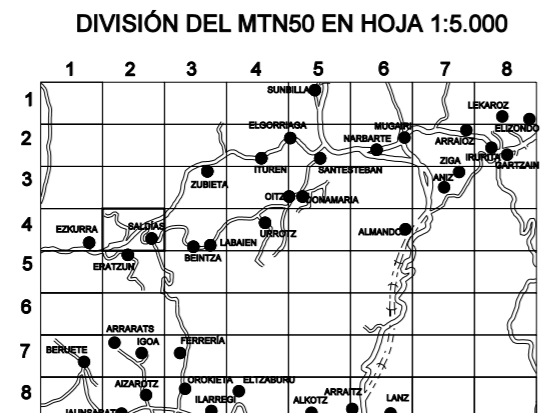 DIVISIÓN DEL MTN50 EN HOJA 1:5.000
1 2 3 4 5 6 7 8
1
SUNBILLA
LEKAROZ
ELIZONDO
2
ELGORRIAGA
MUGAIRI
NARBARTE
ARRAIOZ
IRURITA
GARTZAIN
ZIGA
ITUREN
SANTESTEBAN
3
ANIZ
ZUBIETA
OITZ
DONAMARIA
4
EZKURRA
SALDIAS
URROTZ
ALMANDOZ
LABAIEN
BEINTZA
5
ERATZUN
6
7
ARRARATS
IGOA
FERRERÍA
BERUETE
8
AIZAROTZ
OROKIETA
ELTZABURU
ILARREGI
ALKOTZ
ARRAITZ
LANZ